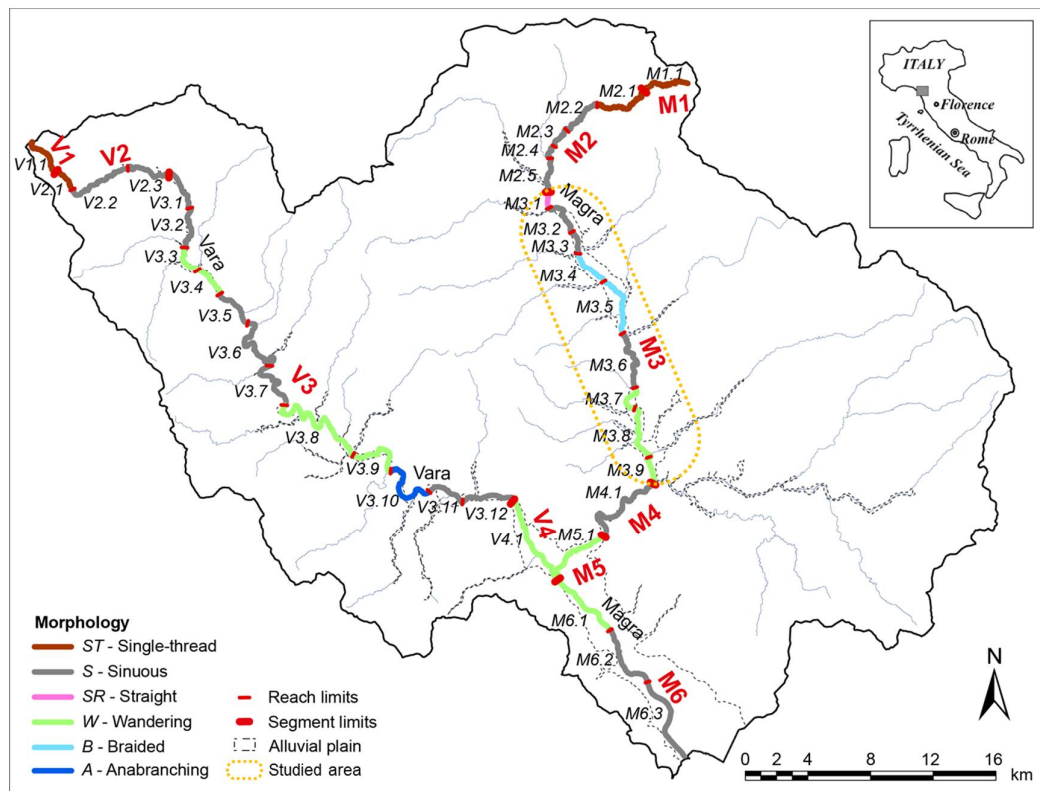 ITALY
Florence
Rome
Tyrrhenian Sea
M1.1
M2.1
M1
M2.2
M2.3
M2
M2.4
M2.5
Magra
M3.1
M3.2
M3.3
M3.4
M3.5
M3
M3.6
M3.7
M3.8
M3.9
M4.1
M4
M5.1
M5
V1
V1.1
V2
V2.1
V2.2
V2.3
V3.1
V3.2
Vara
V3.3
V3.4
V3.5
V3.6
V3.7
V3
V3.8
V3.9
V3.10
Vara
V3.11
V3.12
V4
V4.1
Magra
M6.1
M6.2
M6
M6.3
Morphology
ST - Single-thread
S - Sinuous
SR - Straight
W - Wandering
B - Braided
A - Anabranching
Reach limits
Segment limits
Alluvial plain
Studied area
N
0 2 4 8 12 16
km